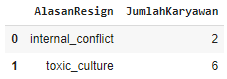 AlasanResign JumlahKaryawan
0 internal_conflict 2
1 toxic_culture 6